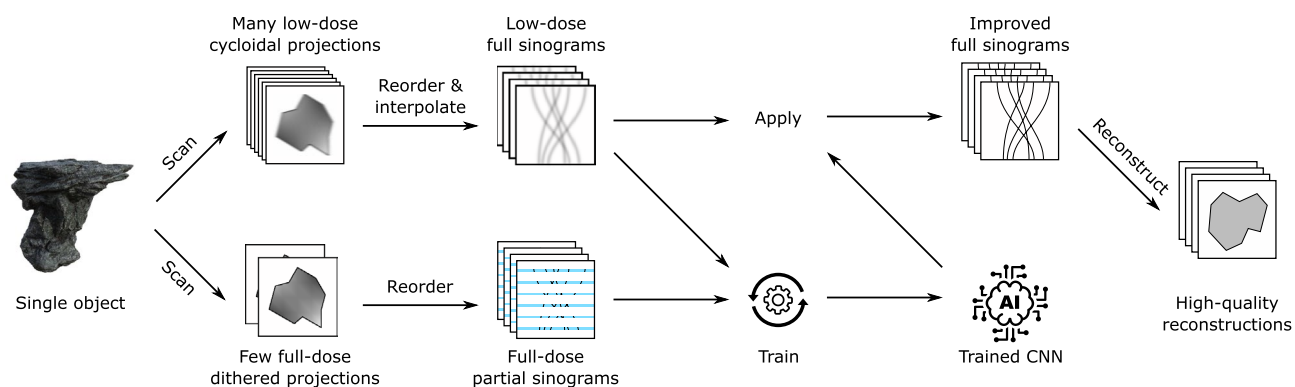 Many low-dose
cycloidal projections
Low-dose
full sinograms
Improved
full sinograms
Reorder &
interpolate
Scan
Apply
Reconstruct
Scan
Reorder
AI
Single object
High-quality
reconstructions
Few full-dose
dithered projections
Full-dose
partial sinograms
Train
Trained CNN